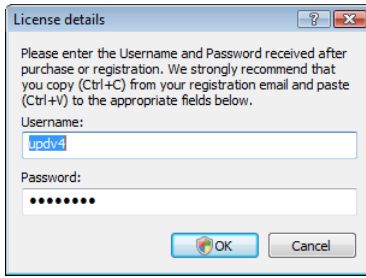 License details
Please enter the Username and Password received after
purchase or registration. We strongly recommend that
you copy (Ctrl+C) from your registration email and paste
(Ctrl+V) to the appropriate fields below.
Username:
updv4
Password:
••••••••
OK Cancel